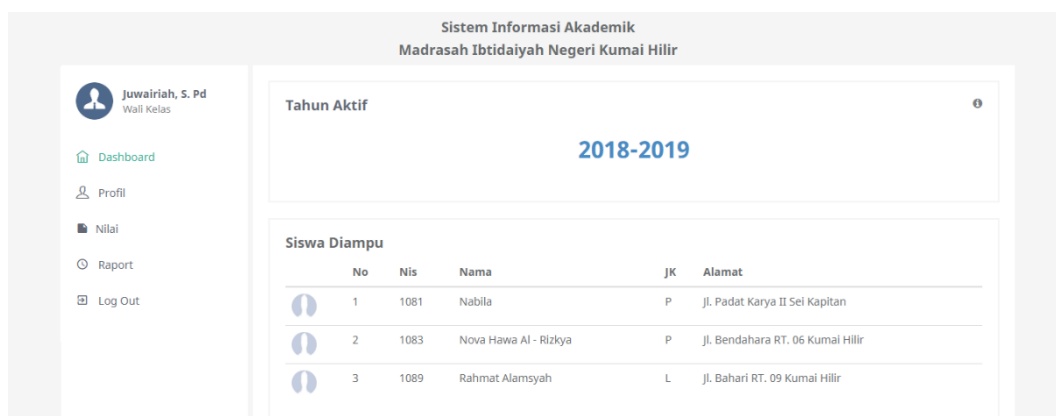 Sistem Informasi Akademik
Madrasah Ibtidaiyah Negeri Kumai Hilir
Juwairiah, S. Pd
Wali Kelas
Dashboard
Profil
Nilai
Raport
Log Out
Tahun Aktif
2018-2019
Siswa Diampu
No Nis Nama JK Alamat
1 1081 Nabila P Jl. Padat Karya II Sei Kapitan
2 1083 Nova Hawa Al - Rizkya P Jl. Bendahara RT. 06 Kumai Hilir
3 1089 Rahmat Alamsyah L Jl. Bahari RT. 09 Kumai Hilir